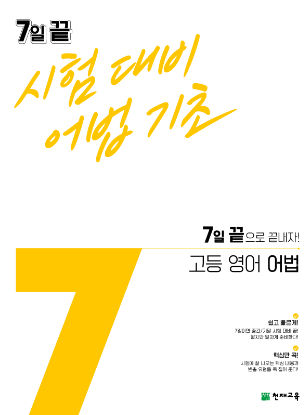 7일 끝
시험 대비
어법 기초
7일 끝으로 끝내자!
고등 영어 어법
7
쉽고 빠르게!
핵심만 콕!
천재교육